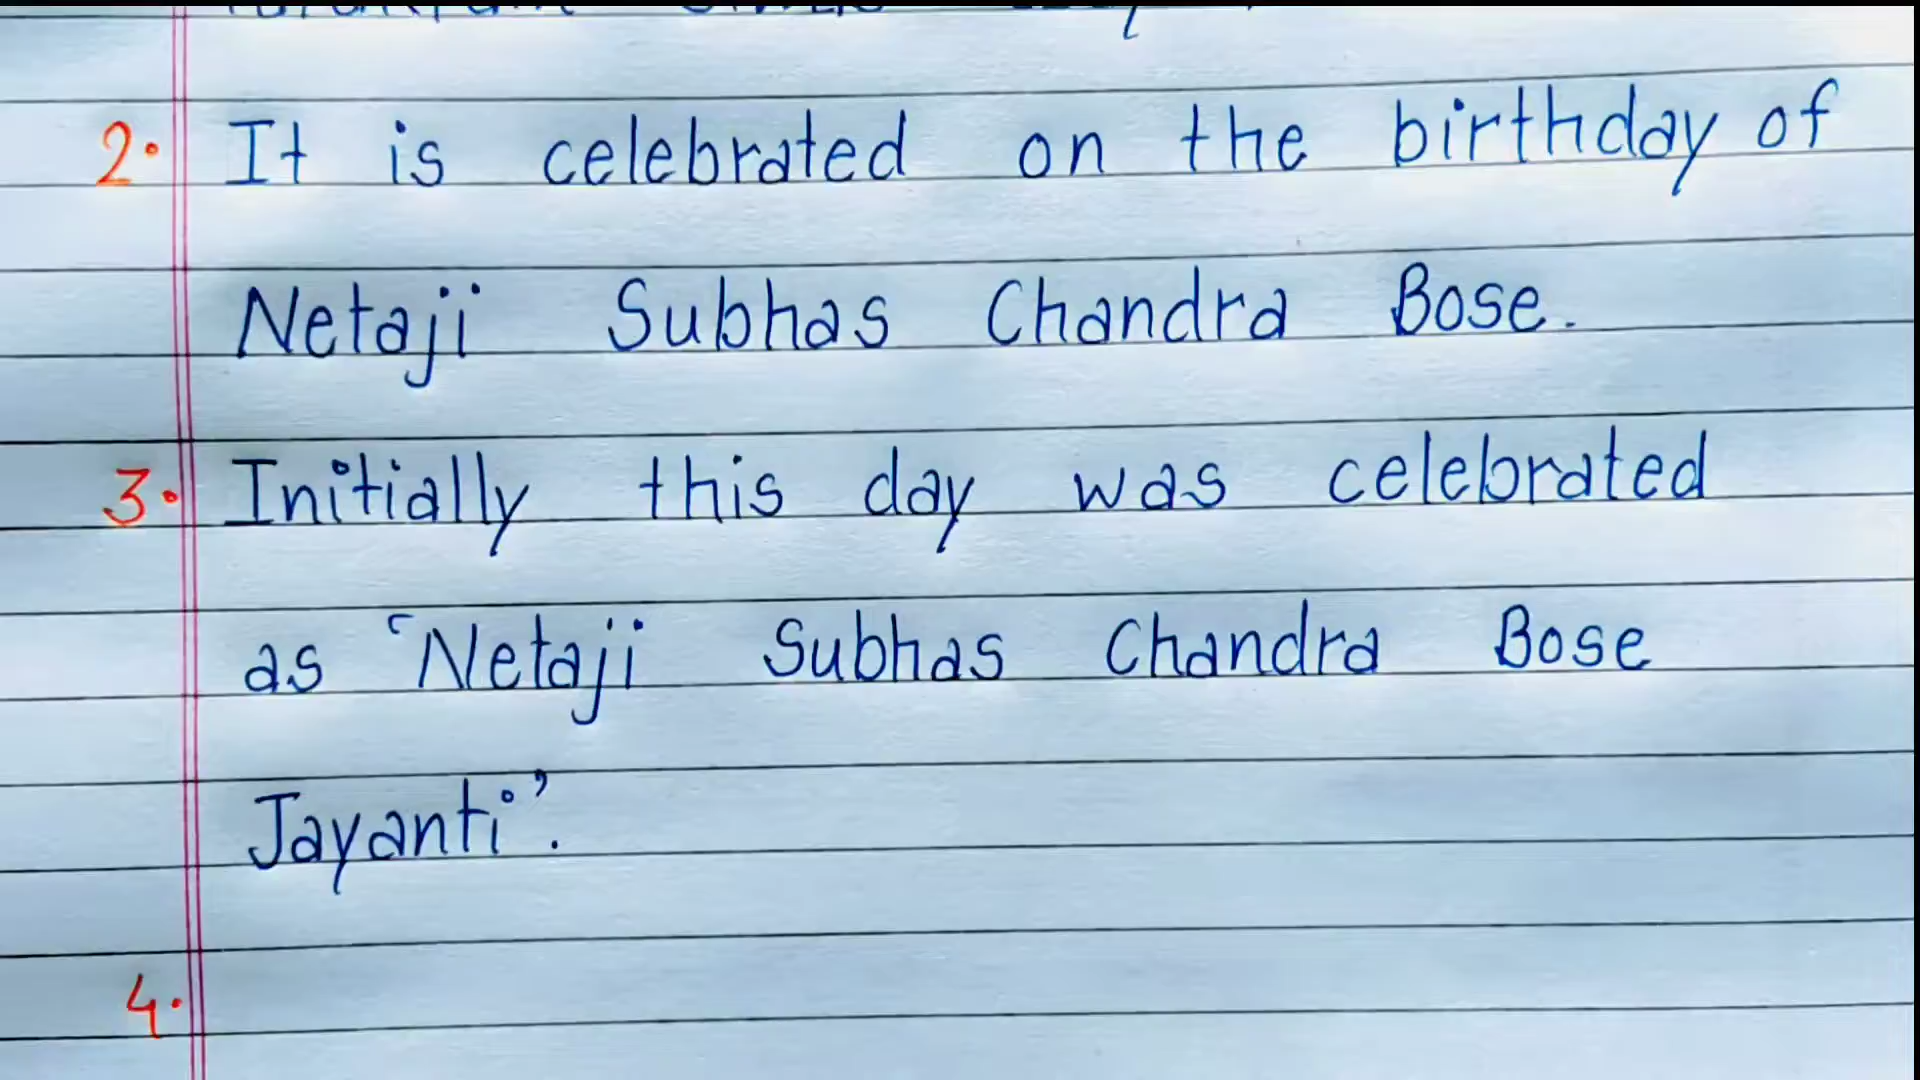 2. It is celebrated on the birthday of
Netaji Subhas Chandra Bose.
3. Initially this day was celebrated
as ‘Netaji Subhas Chandra Bose
Jayanti’.
4.